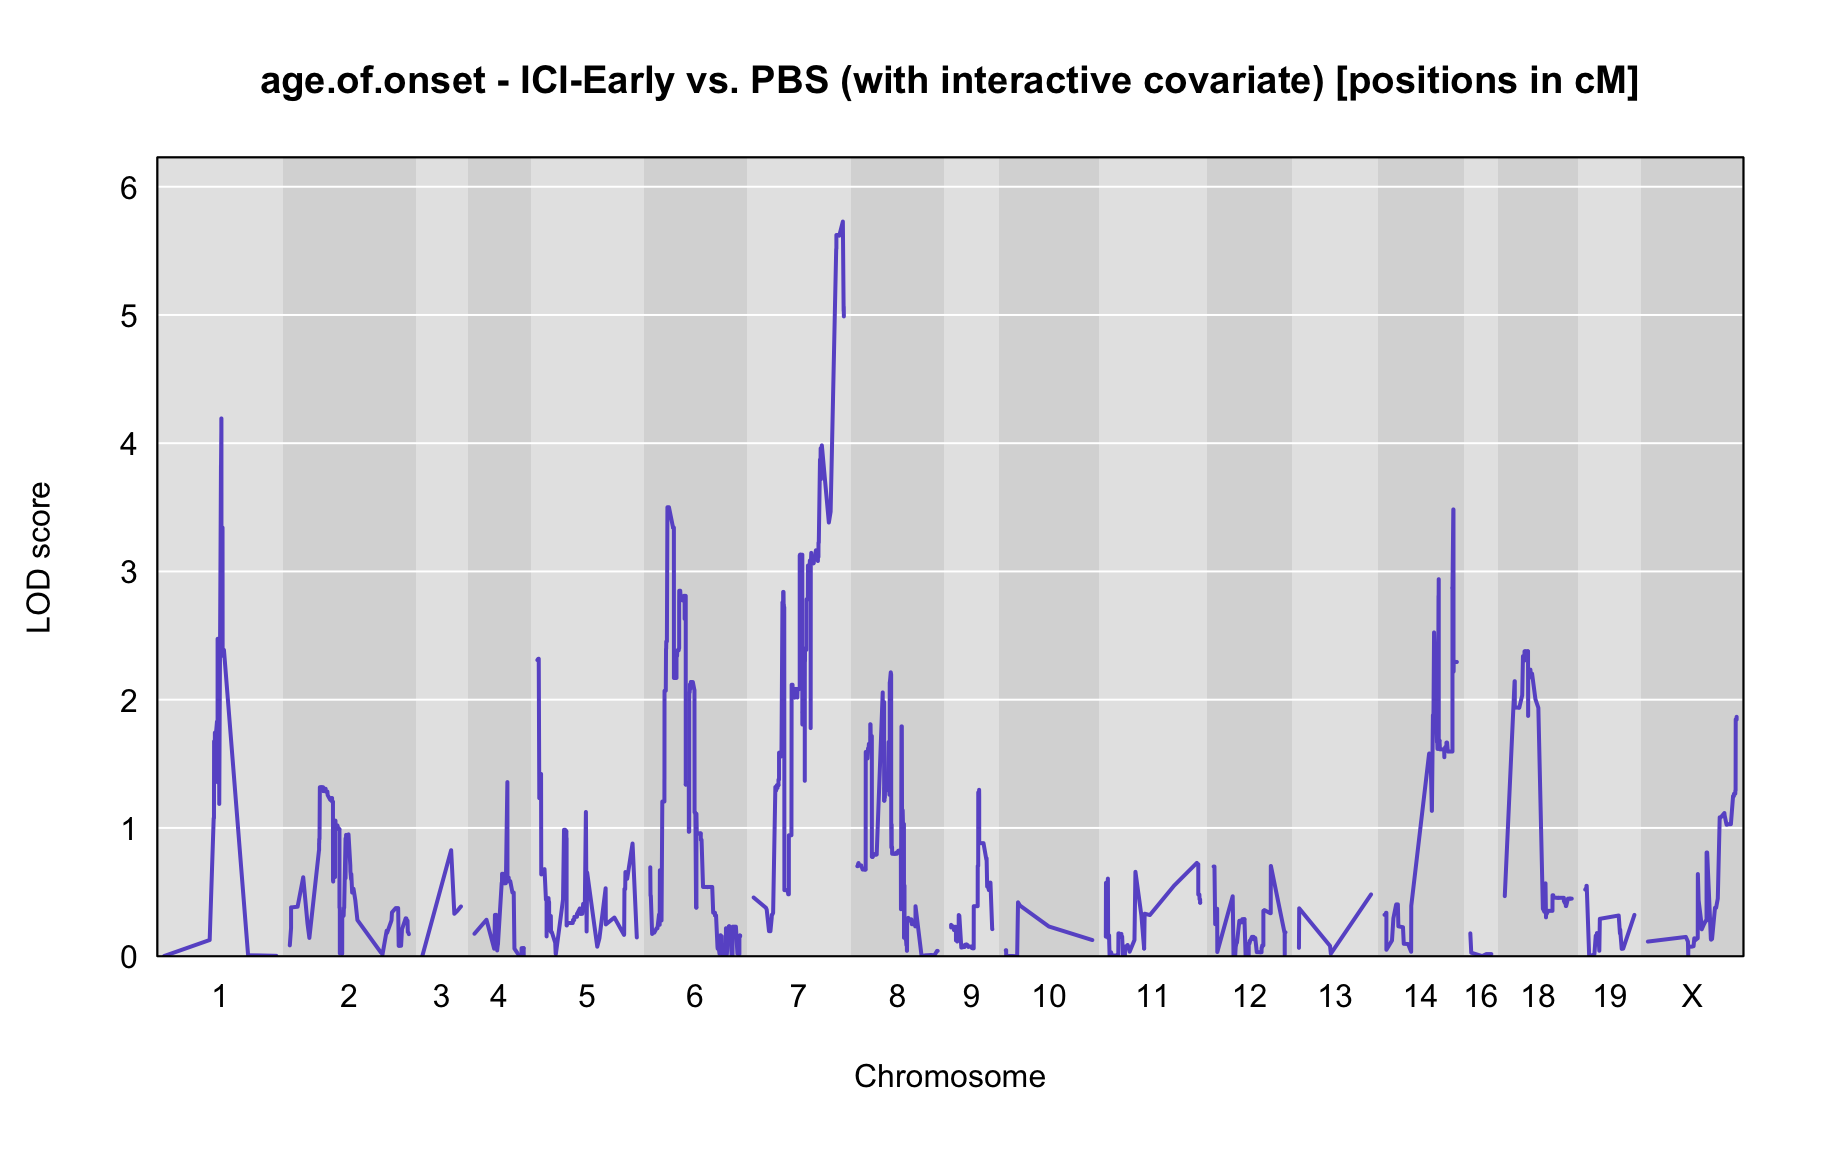 age.of.onset - ICI-Early vs. PBS (with interactive covariate) [positions in cM]
6
5
4
3
2
1
0
LOD score
1 2 3 4 5 6 7 8 9 10 11 12 13 14 16 18 19 X
Chromosome